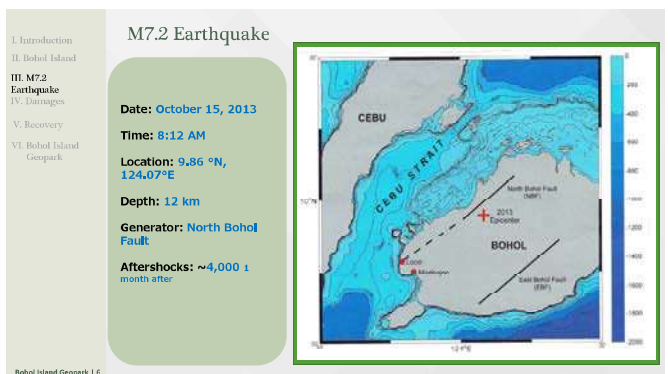 M7.2 Earthquake
I. Introduction
II. Bohol Island
III. M7.2
Earthquake
IV. Damages
V. Recovery
VI. Bohol Island
Geopark
Date: October 15, 2013
Time: 8:12 AM
Location: 9.86 °N,
124.07°E
Depth: 12 km
Generator: North Bohol
Fault
Aftershocks: ~4,000 1
month after
CEBU
CEBU STRAIT
North Bohol Fault
(NBF)
2013
Epicenter
BOHOL
Loon
East Bohol Fault
(EBF)
0
-200
-400
-600
-800
-1000
-1200
-1400
-1600
-1800
-2000
Bohol Island Geopark | 6